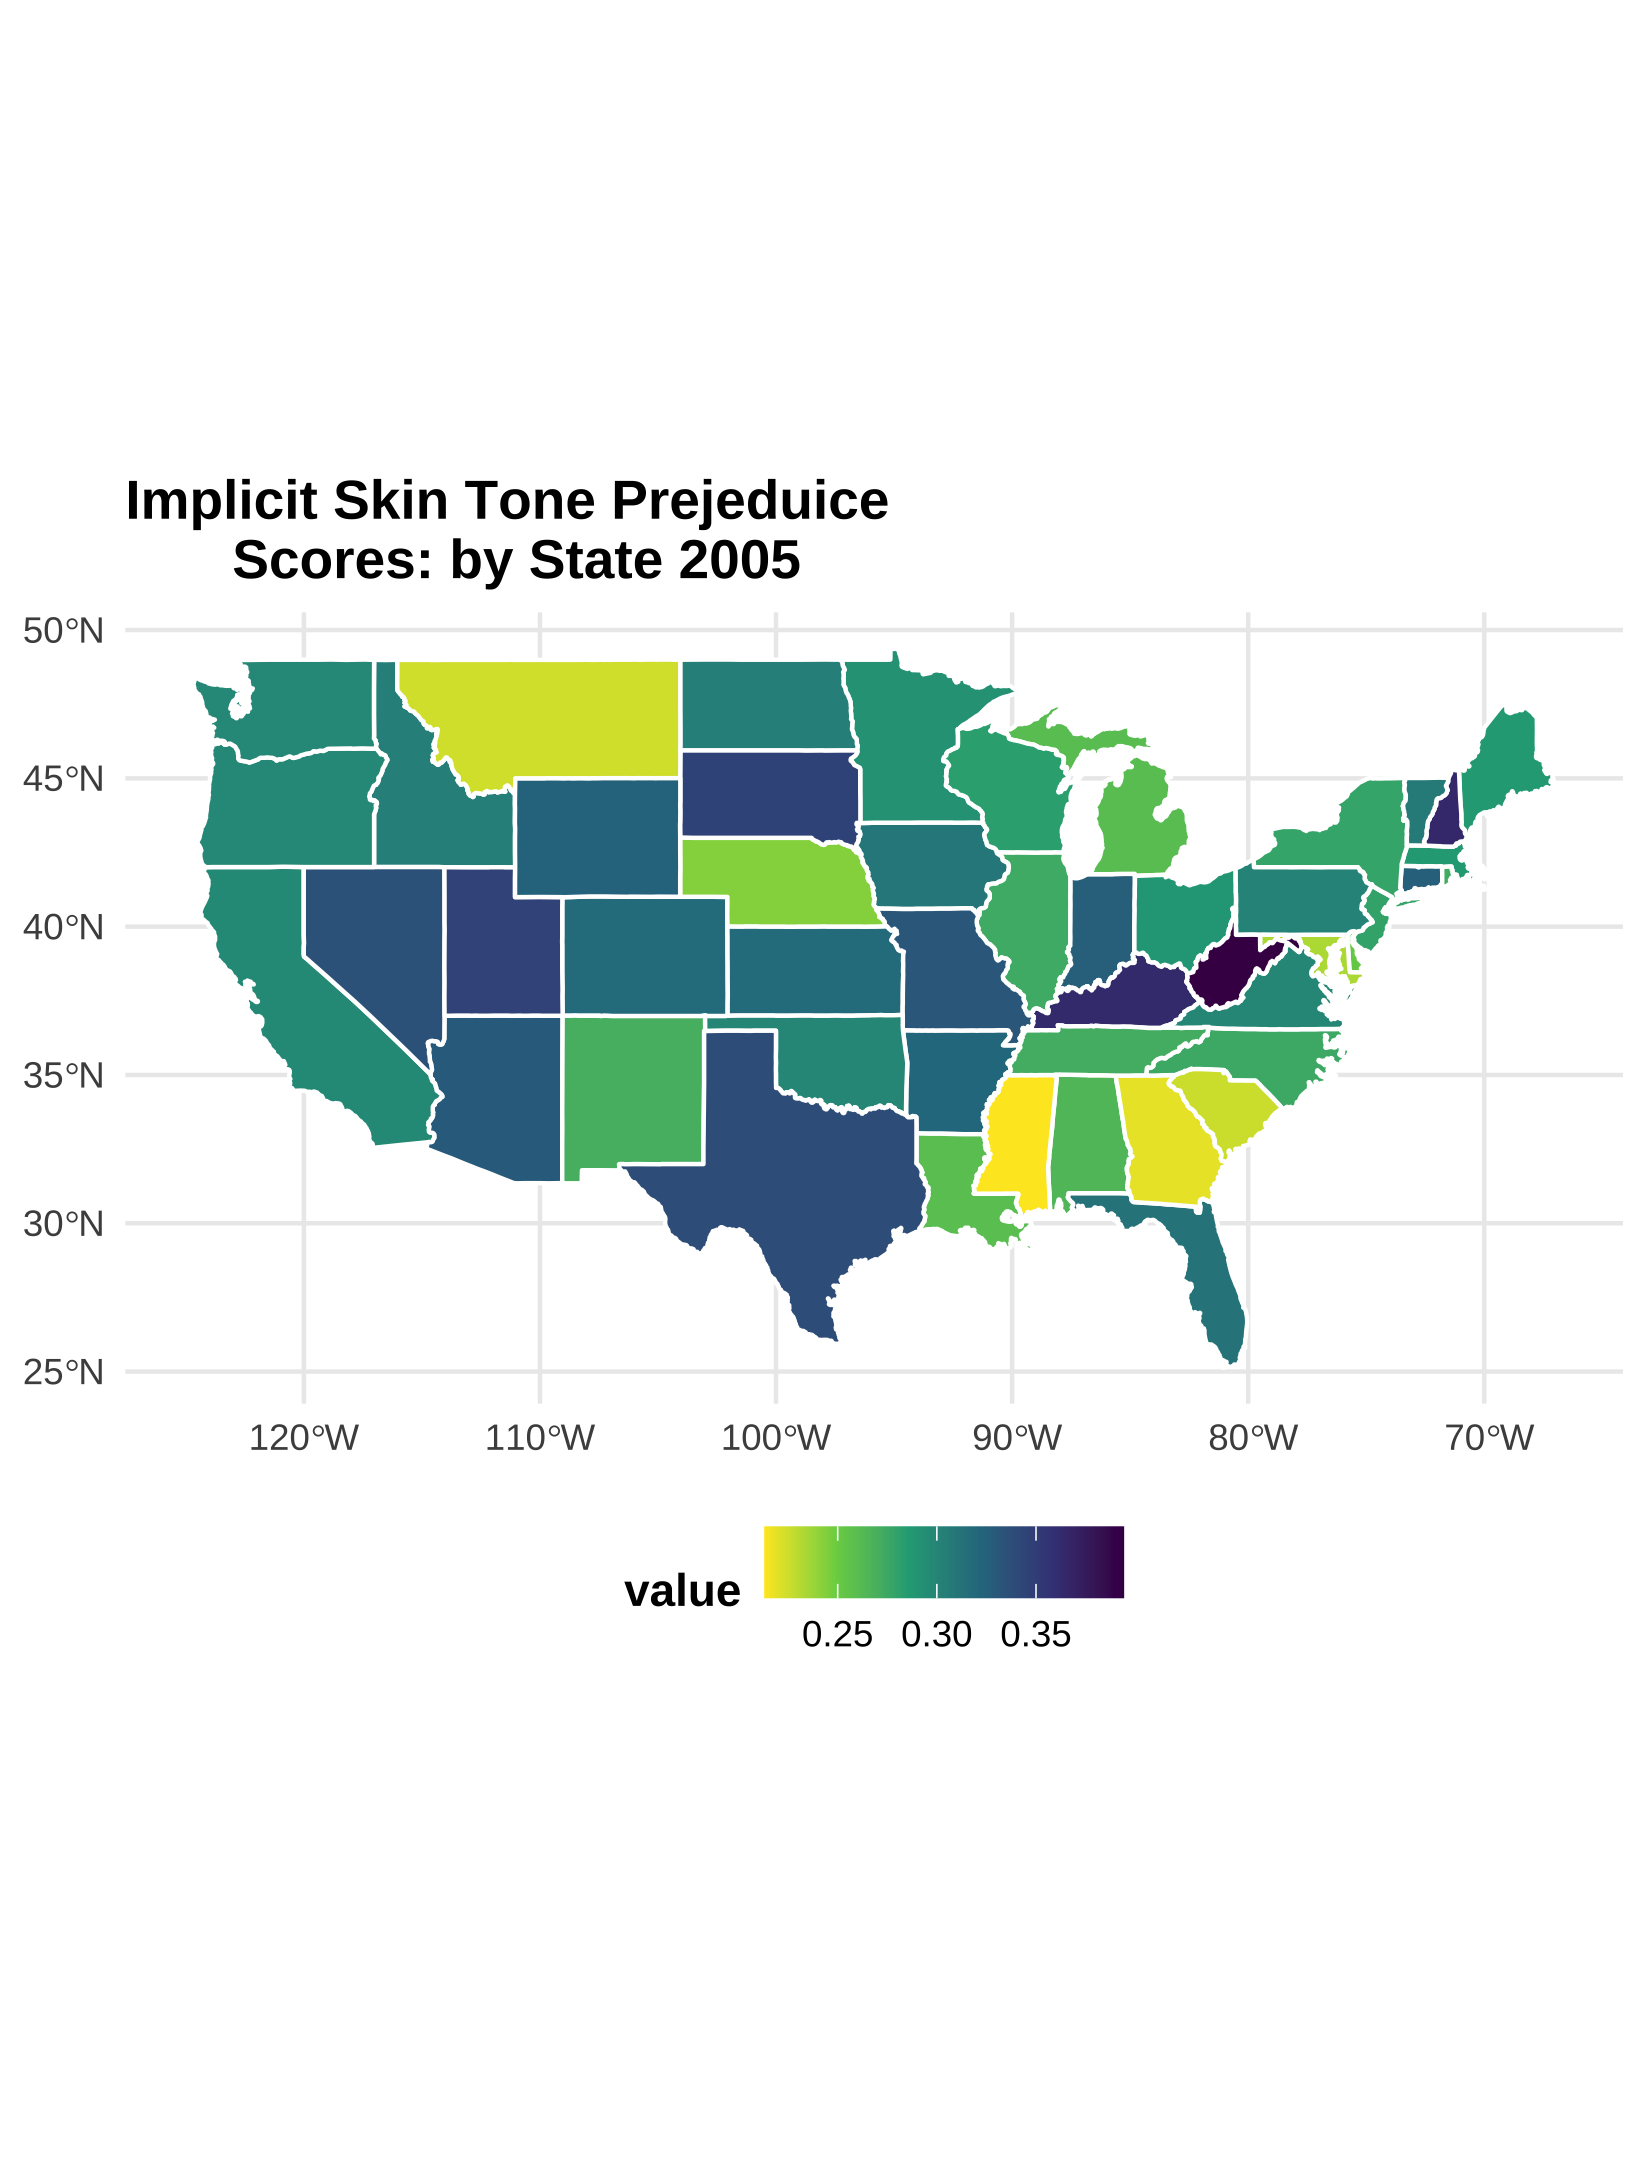 Implicit Skin Tone Prejeduice
Scores: by State 2005
50°N
45°N
40°N
35°N
30°N
25°N
120°W 110°W 100°W 90°W 80°W 70°W
value
0.25 0.30 0.35